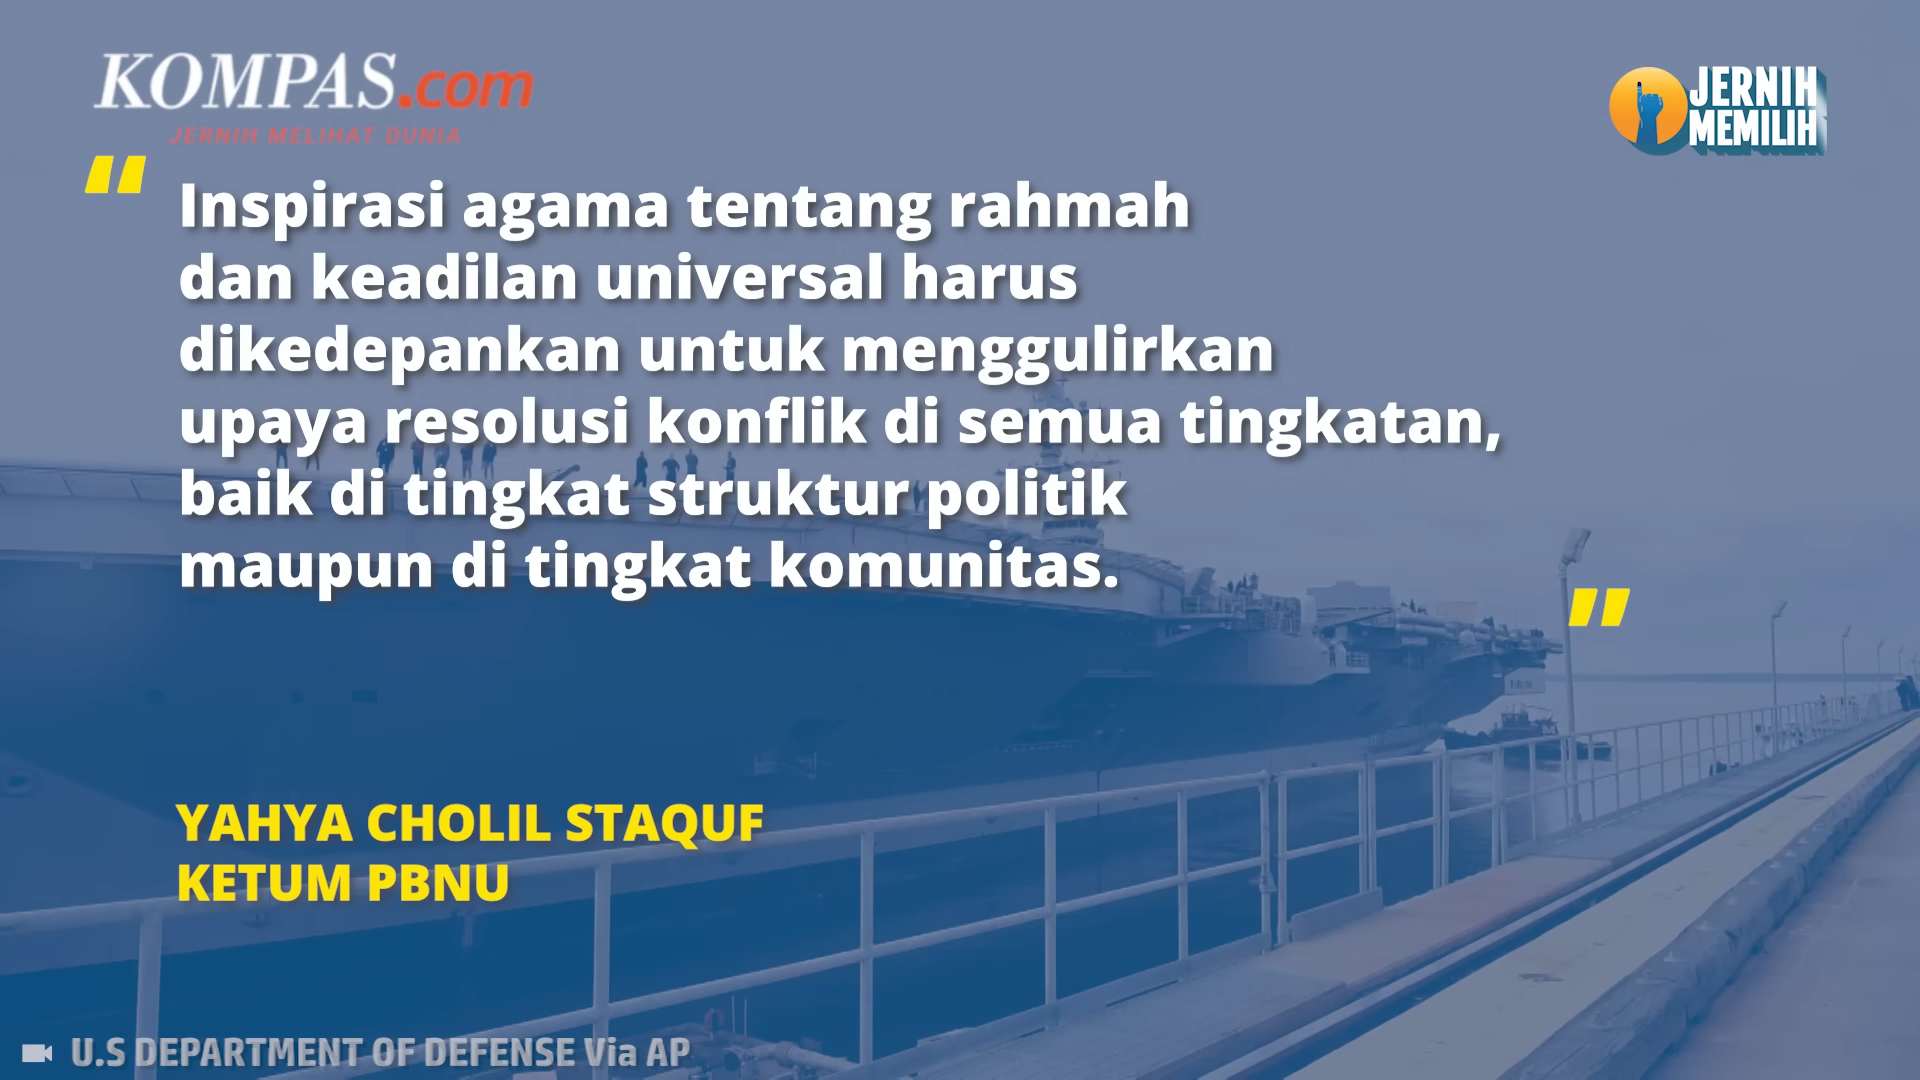 KOMPAS.com
JERNIH MELIHAT DUNIA
JERNIH
MEMILIH
"
Inspirasi agama tentang rahmah
dan keadilan universal harus
dikedepankan untuk menggulirkan
upaya resolusi konflik di semua tingkatan,
baik di tingkat struktur politik
maupun di tingkat komunitas.
"
YAHYA CHOLIL STAQUF
KETUM PBNU
U.S DEPARTMENT OF DEFENSE Via AP